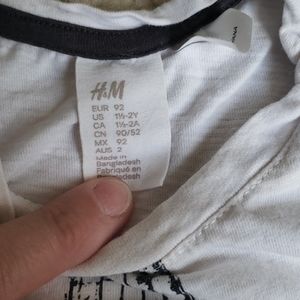 H&M
EUR 92
US 1½-2Y
CA 1½-2A
CN 90/52
MX 92
AUS 2
Made in
Bangladesh
Fabriqué en
Bangladesh